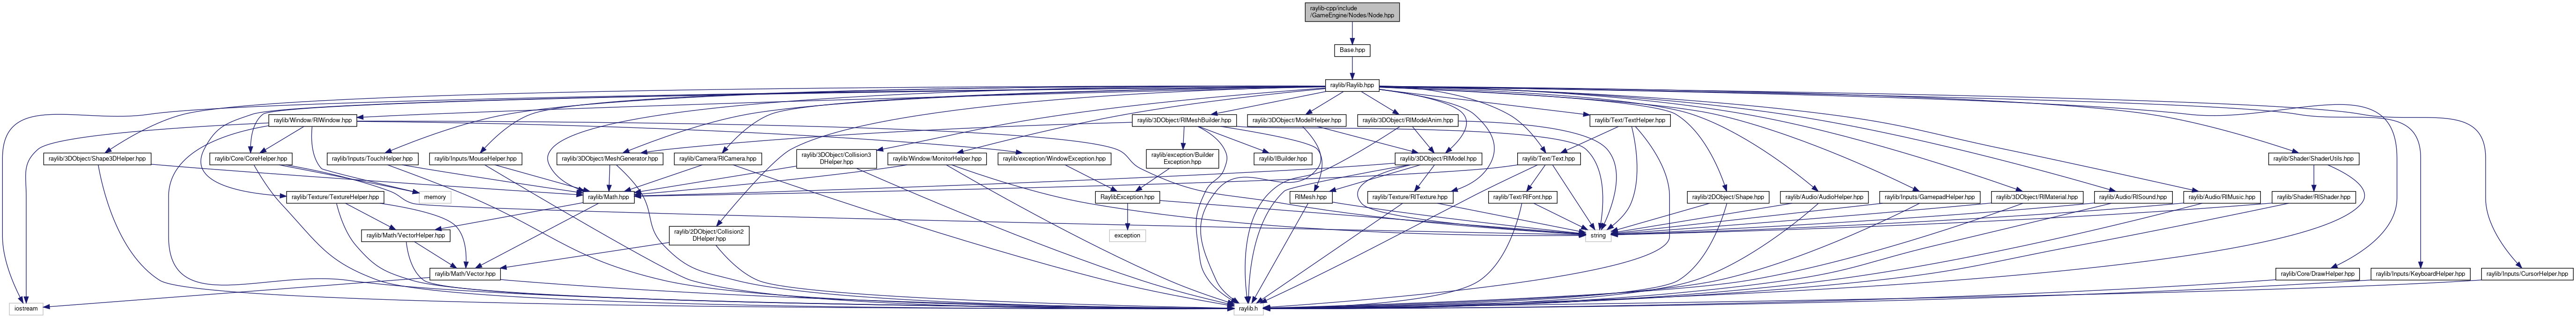 raylib-cpp/include
/GameEngine/Nodes/Node.hpp
Base.hpp
raylib/Raylib.hpp
raylib/Window/RlWindow.hpp
raylib/3DObject/RlMeshBuilder.hpp
raylib/3DObject/ModelHelper.hpp
raylib/3DObject/RlModelAnim.hpp
raylib/Text/TextHelper.hpp
raylib/3DObject/Shape3DHelper.hpp
raylib/Core/CoreHelper.hpp
raylib/Inputs/TouchHelper.hpp
raylib/Inputs/MouseHelper.hpp
raylib/3DObject/MeshGenerator.hpp
raylib/Camera/RlCamera.hpp
raylib/3DObject/Collision3
DHelper.hpp
raylib/Window/MonitorHelper.hpp
raylib/exception/WindowException.hpp
raylib/exception/Builder
Exception.hpp
raylib/IBuilder.hpp
raylib/3DObject/RlModel.hpp
raylib/Text/Text.hpp
raylib/Shader/ShaderUtils.hpp
raylib/Texture/TextureHelper.hpp
memory
raylib/Math.hpp
RaylibException.hpp
RlMesh.hpp
raylib/Texture/RlTexture.hpp
raylib/Text/RlFont.hpp
raylib/2DObject/Shape.hpp
raylib/Audio/AudioHelper.hpp
raylib/Inputs/GamepadHelper.hpp
raylib/3DObject/RlMaterial.hpp
raylib/Audio/RlSound.hpp
raylib/Audio/RlMusic.hpp
raylib/Shader/RlShader.hpp
raylib/Math/VectorHelper.hpp
raylib/2DObject/Collision2
DHelper.hpp
exception
string
raylib/Math/Vector.hpp
raylib/Core/DrawHelper.hpp
raylib/Inputs/KeyboardHelper.hpp
raylib/Inputs/CursorHelper.hpp
iostream
raylib.h